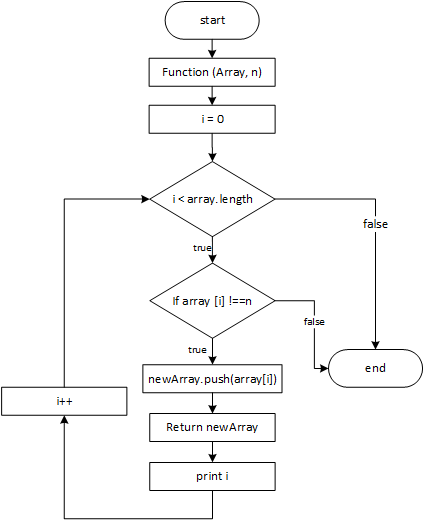 start
Function (Array, n)
i = 0
i < array.length
false
true
If array [i] !==n
false
true
end
newArray.push(array[i])
i++
Return newArray
print i